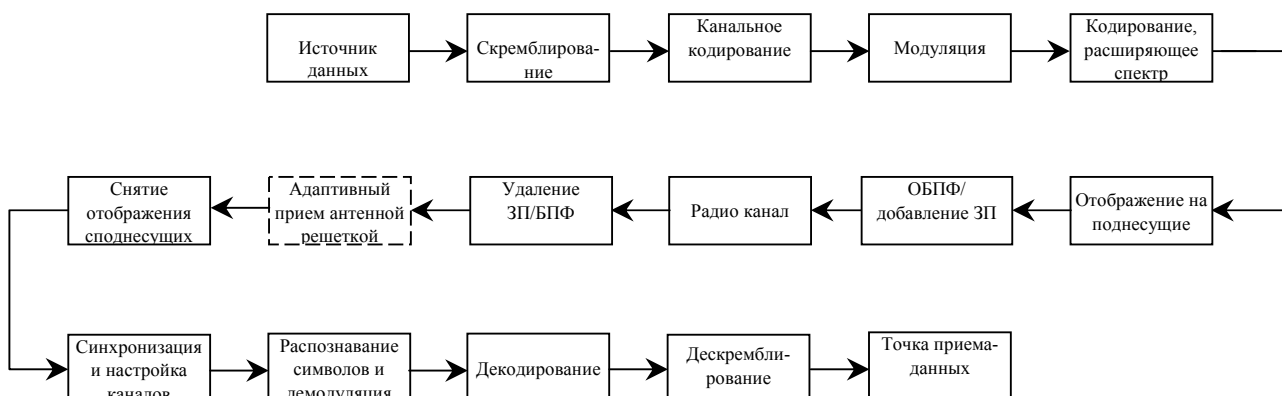 Источник
данных
Скремблирова-
ние
Канальное
кодирование
Модуляция
Кодирование,
расширяющее
спектр
Снятие
отображения
споднесущих
Адаптивный
прием антенной
решеткой
Удаление
ЗП/БПФ
Радио канал
ОБПФ/
добавление ЗП
Отображение на
поднесущие
Синхронизация
и настройка
каналов
Распознавание
символов и
демодуляция
Декодирование
Дескрембли-
рование
Точка приема-
данных